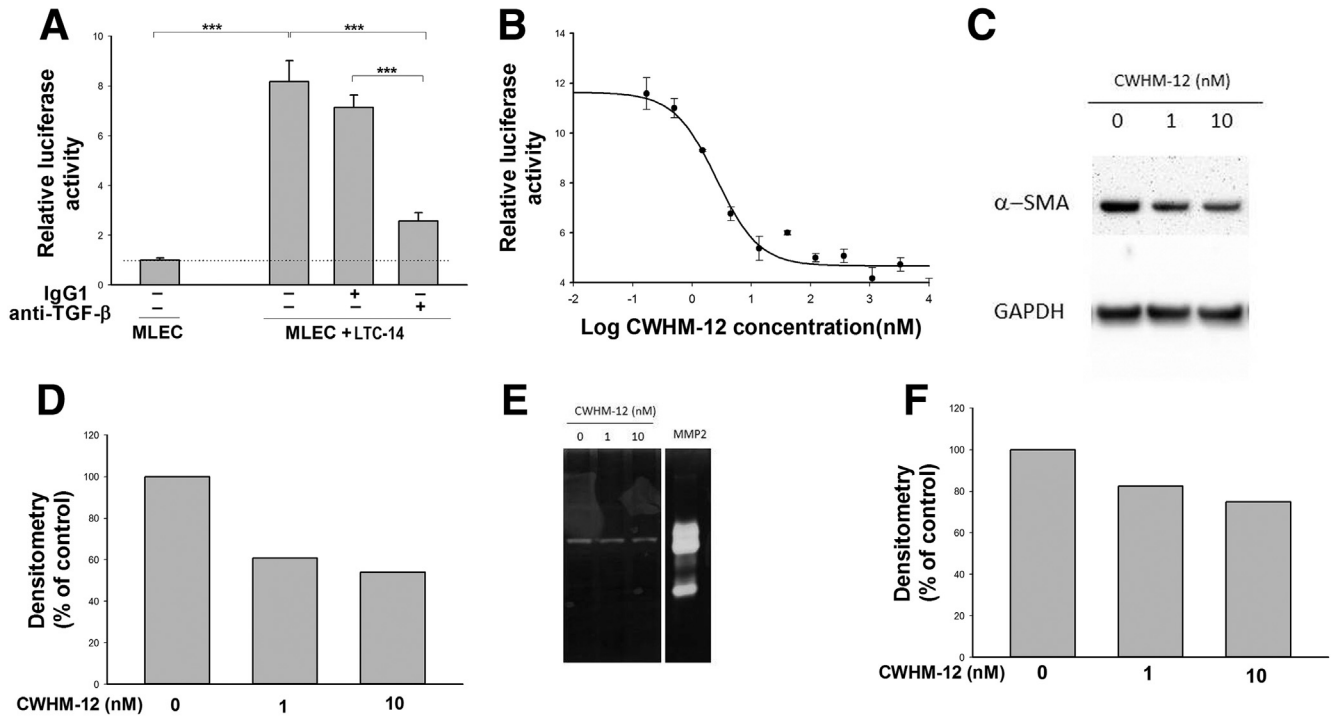 A
Relative luciferase
activity
10
8
6
4
2
0
***
***
***
IgG1
– – + –
anti-TGF-β
– – – +
MLEC
MLEC + LTC-14
B
Relative luciferase
activity
14
12
10
8
6
4
-2 -1 0 1 2 3 4
Log CWHM-12 concentration(nM)
C
CWHM-12 (nM)
0 1 10
α–SMA
GAPDH
D
Densitometry
(% of control)
120
100
80
60
40
20
0
CWHM-12 (nM) 0 1 10
E
CWHM-12 (nM)
0 1 10
MMP2
F
Densitometry
(% of control)
120
100
80
60
40
20
0
CWHM-12 (nM) 0 1 10